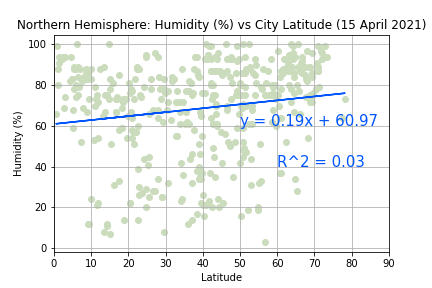 Northern Hemisphere: Humidity (%) vs City Latitude (15 April 2021)
100
80
60
40
20
0
Humidity (%)
y = 0.19x + 60.97
R^2 = 0.03
0 10 20 30 40 50 60 70 80 90
Latitude